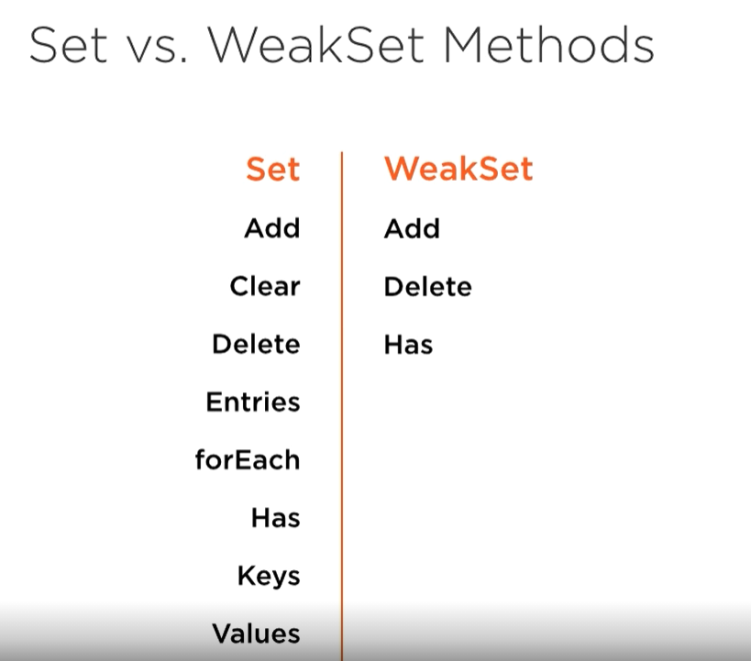 Set vs. WeakSet Methods
Set
Add
Clear
Delete
Entries
forEach
Has
Keys
Values
WeakSet
Add
Delete
Has